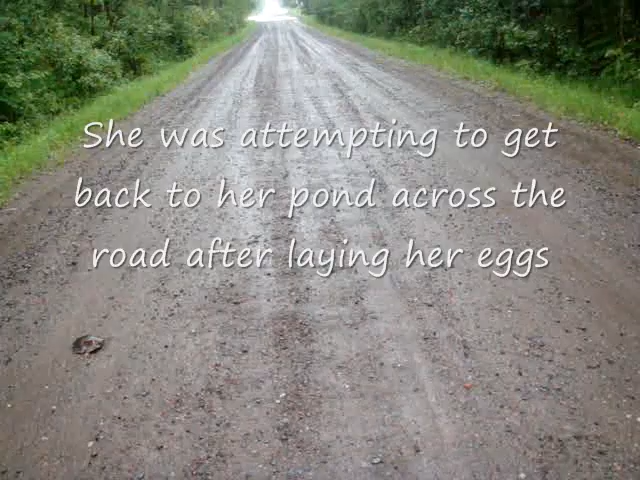 She was attempting to get
back to her pond across the
road after laying her eggs